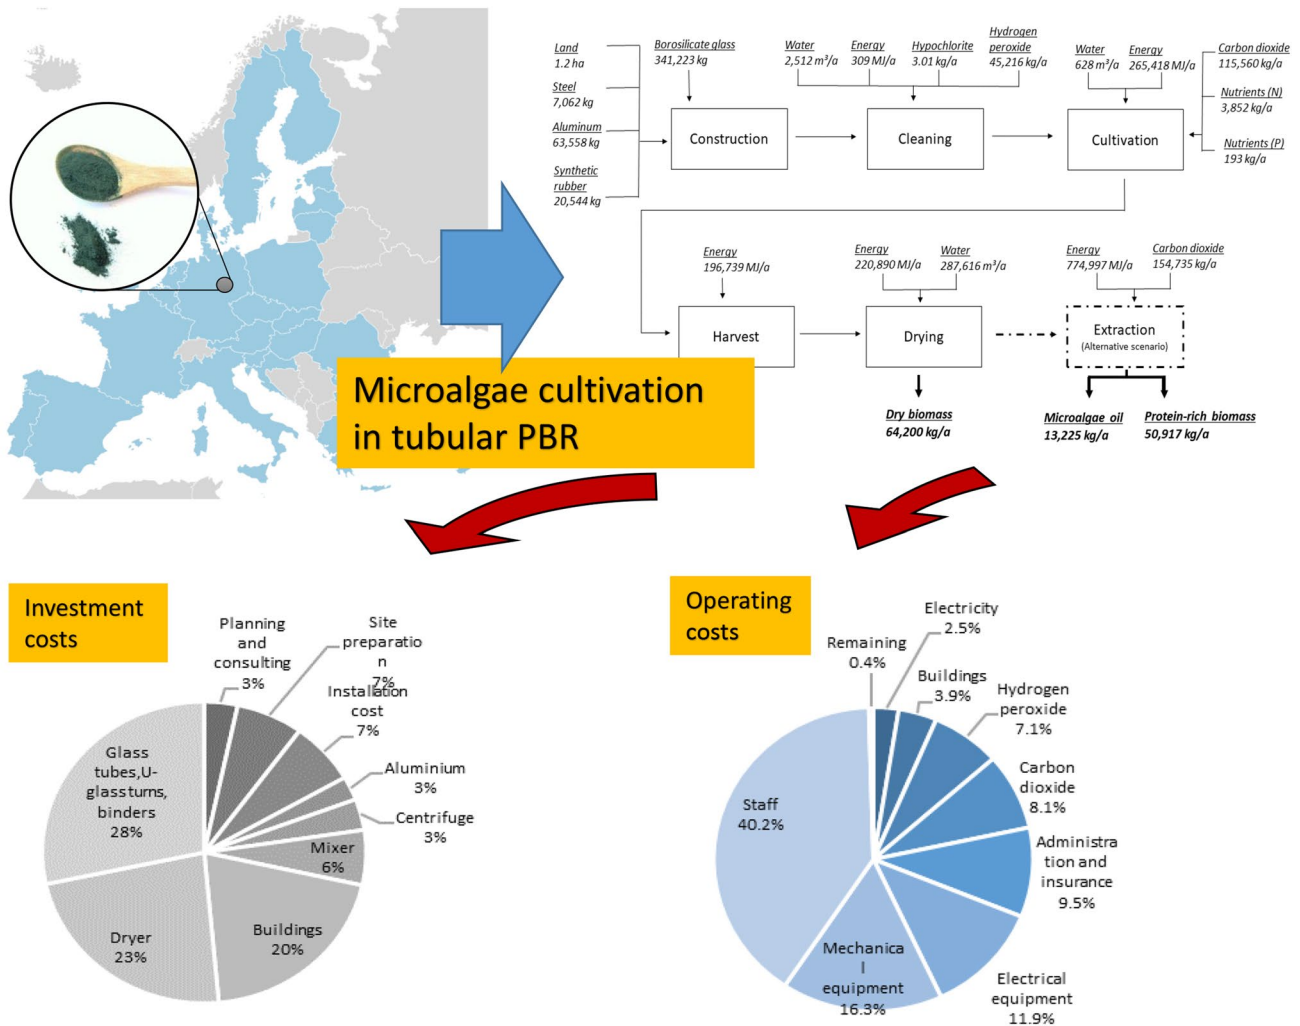 Land
1.2 ha
Steel
7,062 kg
Aluminum
63,558 kg
Synthetic
rubber
20,544 kg
Borosilicate glass
341,223 kg
Construction
Water
2,512 m³/a
Energy
309 MJ/a
Hypochlorite
3.01 kg/a
Hydrogen
peroxide
45,216 kg/a
Cleaning
Water
628 m³/a
Energy
265,418 MJ/a
Carbon dioxide
115,560 kg/a
Nutrients (N)
3,852 kg/a
Nutrients (P)
193 kg/a
Cultivation
Energy
196,739 MJ/a
Harvest
Energy
220,890 MJ/a
Water
287,616 m³/a
Drying
Energy
774,997 MJ/a
Carbon dioxide
154,735 kg/a
Extraction
(Alternative scenario)
Dry biomass
64,200 kg/a
Microalgae oil
13,225 kg/a
Protein-rich biomass
50,917 kg/a
Microalgae cultivation
in tubular PBR
Investment
costs
Planning
and
consulting
3%
Site
preparatio
n
7%
Installation
cost
7%
Aluminium
3%
Centrifuge
3%
Mixer
6%
Buildings
20%
Dryer
23%
Glass
tubes,U-
glassturns,
binders
28%
Operating
costs
Remaining
0.4%
Electricity
2.5%
Buildings
3.9%
Hydrogen
peroxide
7.1%
Carbon
dioxide
8.1%
Administra
tion and
insurance
9.5%
Electrical
equipment
11.9%
Mechanica
l
equipment
16.3%
Staff
40.2%